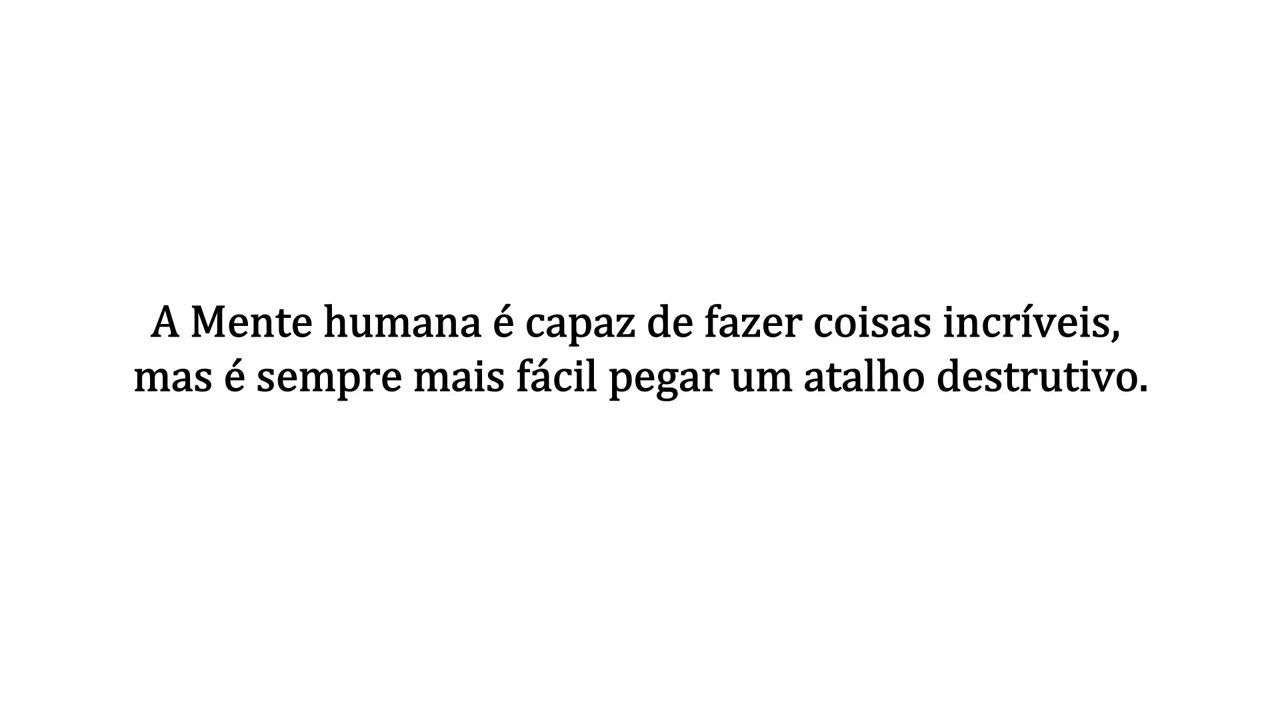 A Mente humana é capaz de fazer coisas incríveis,
mas é sempre mais fácil pegar um atalho destrutivo.